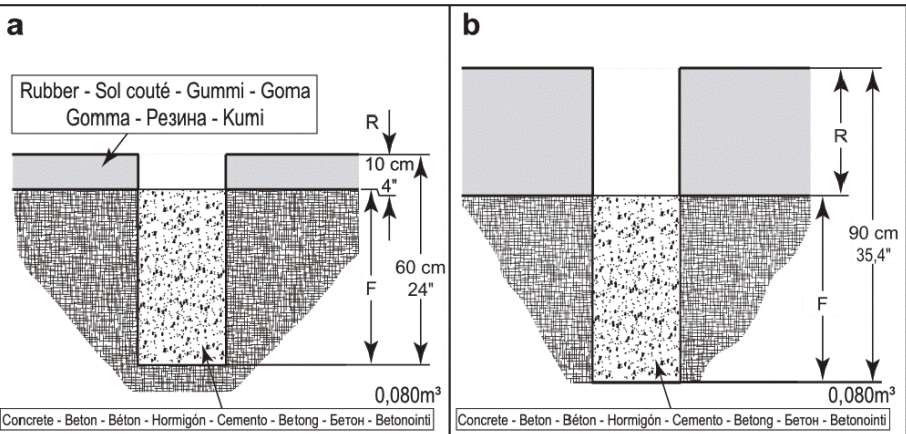 a
Rubber - Sol couté - Gummi - Goma
Gomma - Резина - Kumi
R
10 cm
4"
60 cm
24"
F
0,080m³
Concrete - Beton - Béton - Hormigón - Cemento - Betong - Бетон - Betonointi
b
R
90 cm
35,4"
F
0,080m³
Concrete - Beton - Béton - Hormigón - Cemento - Betong - Бетон - Betonointi